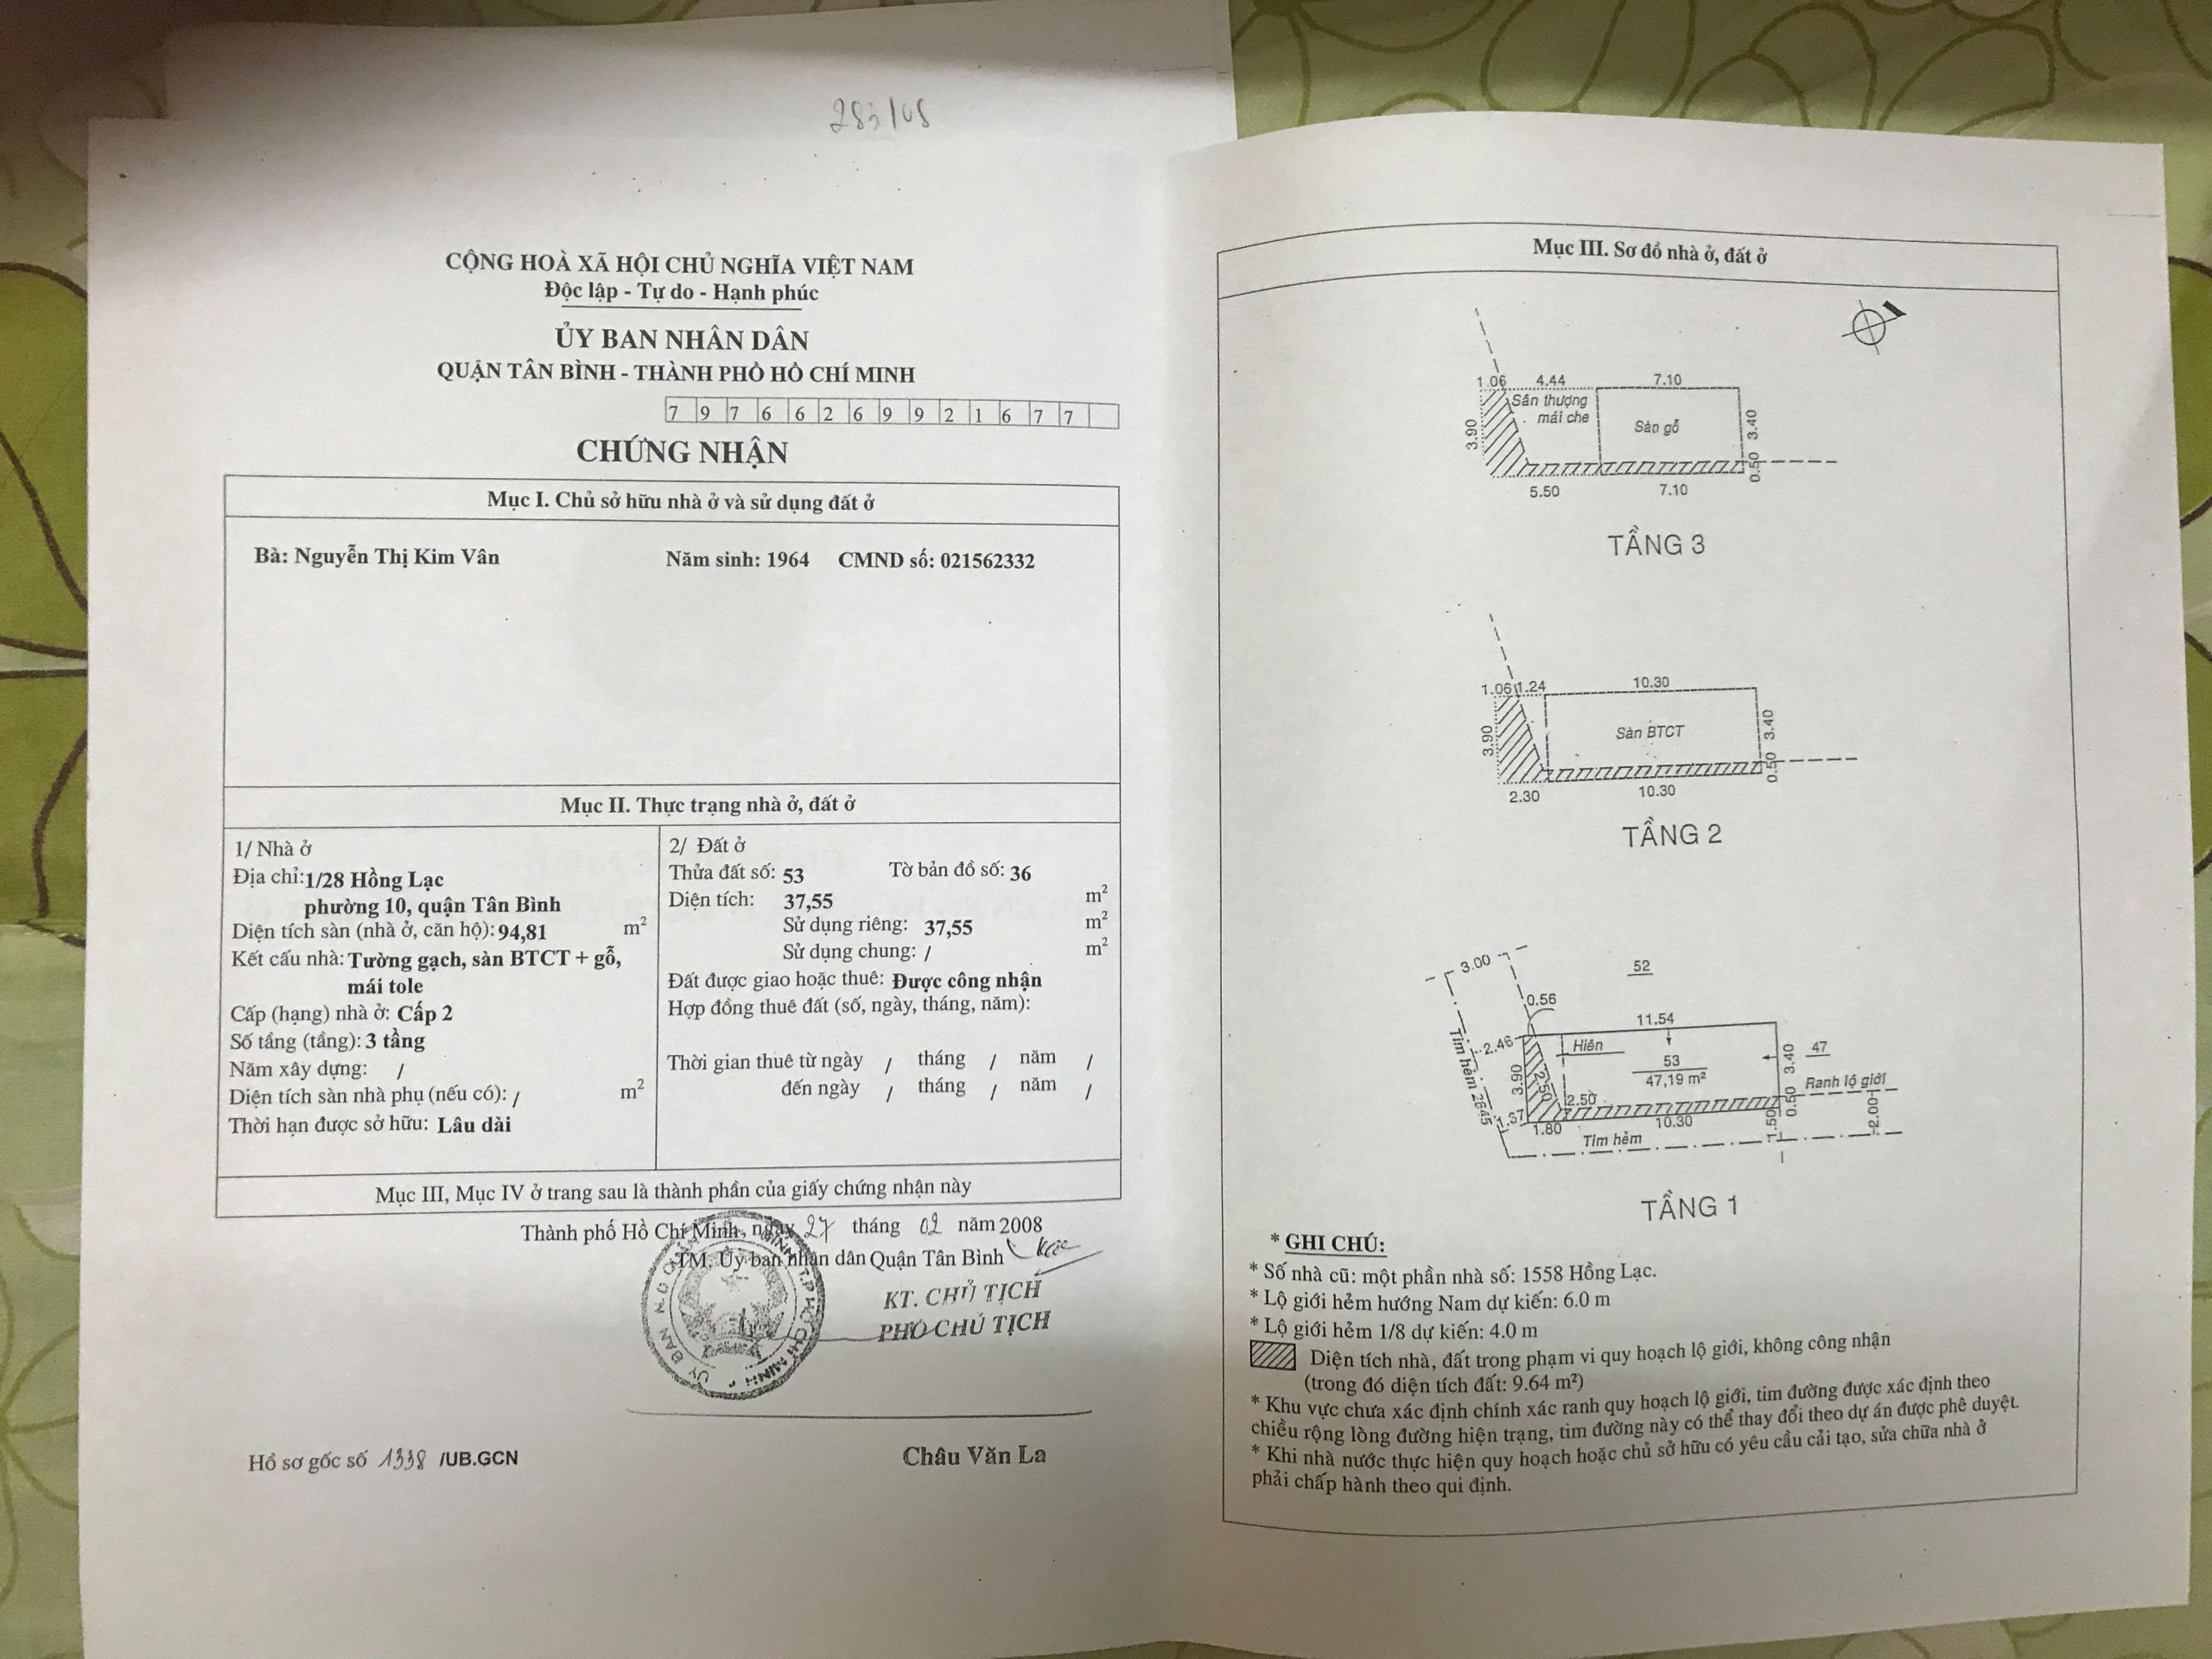 CỘNG HOÀ XÃ HỘI CHỦ NGHĨA VIỆT NAM
Độc lập - Tự do - Hạnh phúc
ỦY BAN NHÂN DÂN
QUẬN TÂN BÌNH - THÀNH PHỐ HỒ CHÍ MINH
7 9 7 6 6 2 6 9 9 2 1 6 7 7
CHỨNG NHẬN
Mục I. Chủ sở hữu nhà ở và sử dụng đất ở
Bà: Nguyễn Thị Kim Vân Năm sinh: 1964 CMND số: 021562332
Mục II. Thực trạng nhà ở, đất ở
1/ Nhà ở
Địa chỉ: 1/28 Hồng Lạc
phường 10, quận Tân Bình
Diện tích sàn (nhà ở, căn hộ): 94,81 m²
Kết cấu nhà: Tường gạch, sàn BTCT + gỗ,
mái tole
Cấp (hạng) nhà ở: Cấp 2
Số tầng (tầng): 3 tầng
Năm xây dựng: /
Diện tích sàn nhà phụ (nếu có): / m²
Thời hạn được sở hữu: Lâu dài
2/ Đất ở
Thửa đất số: 53 Tờ bản đồ số: 36
Diện tích: 37,55 m²
Sử dụng riêng: 37,55 m²
Sử dụng chung: / m²
Đất được giao hoặc thuê: Được công nhận
Hợp đồng thuê đất (số, ngày, tháng, năm):
Thời gian thuê từ ngày / tháng / năm /
đến ngày / tháng / năm /
Mục III, Mục IV ở trang sau là thành phần của giấy chứng nhận này
Thành phố Hồ Chí Minh, ngày 27 tháng 02 năm 2008
TM. Ủy ban nhân dân Quận Tân Bình
KT. CHỦ TỊCH
PHÓ CHỦ TỊCH
Châu Văn La
Hồ sơ gốc số 1338 /UB.GCN
Mục III. Sơ đồ nhà ở, đất ở
1.06 4.44 7.10
Sân thượng
mái che
Sàn gỗ
3.90
3.40
0.50
5.50 7.10
TẦNG 3
1.06 1.24 10.30
Sàn BTCT
3.90
3.40
0.50
2.30 10.30
TẦNG 2
3.00
52
0.56
11.54
2.46
Hiên
53
47,19 m²
47
3.40
3.90
2.50
Ranh lộ giới
0.50
1.80 10.30
1.50
2.00
Tim hẻm
Tim hẻm
TẦNG 1
* GHI CHÚ:
* Số nhà cũ: một phần nhà số: 1558 Hồng Lạc.
* Lộ giới hẻm hướng Nam dự kiến: 6.0 m
* Lộ giới hẻm 1/8 dự kiến: 4.0 m
Diện tích nhà, đất trong phạm vi quy hoạch lộ giới, không công nhận
(trong đó diện tích đất: 9.64 m²)
* Khu vực chưa xác định chính xác ranh quy hoạch lộ giới, tim đường được xác định theo
chiều rộng lòng đường hiện trạng, tim đường này có thể thay đổi theo dự án được phê duyệt.
* Khi nhà nước thực hiện quy hoạch hoặc chủ sở hữu có yêu cầu cải tạo, sửa chữa nhà ở
phải chấp hành theo qui định.